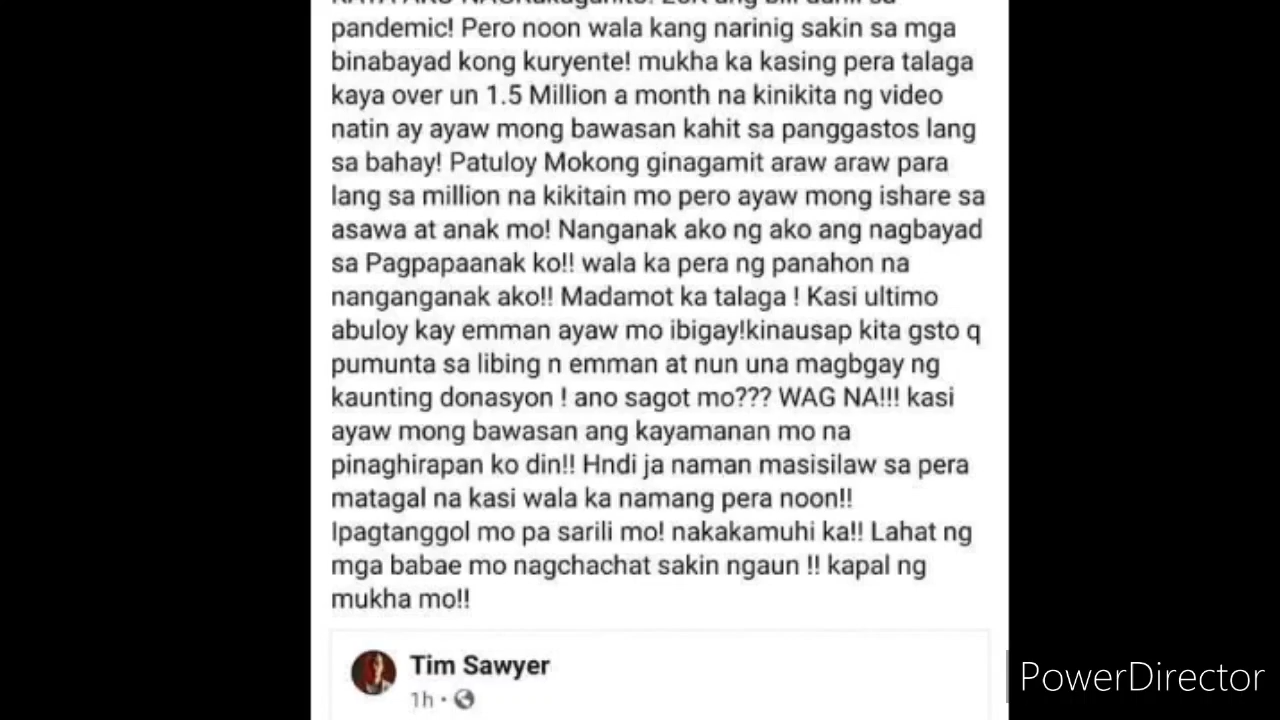 pandemic! Pero noon wala kang narinig sakin sa mga
binabayad kong kuryente! mukha ka kasing pera talaga
kaya over un 1.5 Million a month na kinikita ng video
natin ay ayaw mong bawasan kahit sa panggastos lang
sa bahay! Patuloy Mokong ginagamit araw araw para
lang sa million na kikitain mo pero ayaw mong ishare sa
asawa at anak mo! Nanganak ako ng ako ang nagbayad
sa Pagpapaanak ko!! wala ka pera ng panahon na
nanganganak ako!! Madamot ka talaga ! Kasi ultimo
abuloy kay emman ayaw mo ibigay!kinausap kita gsto q
pumunta sa libing n emman at nun una magbgay ng
kaunting donasyon ! ano sagot mo??? WAG NA!!! kasi
ayaw mong bawasan ang kayamanan mo na
pinaghirapan ko din!! Hndi ja naman masisilaw sa pera
matagal na kasi wala ka namang pera noon!!
Ipagtanggol mo pa sarili mo! nakakamuhi ka!! Lahat ng
mga babae mo nagchachat sakin ngaun !! kapal ng
mukha mo!!
Tim Sawyer
1h ·
PowerDirector